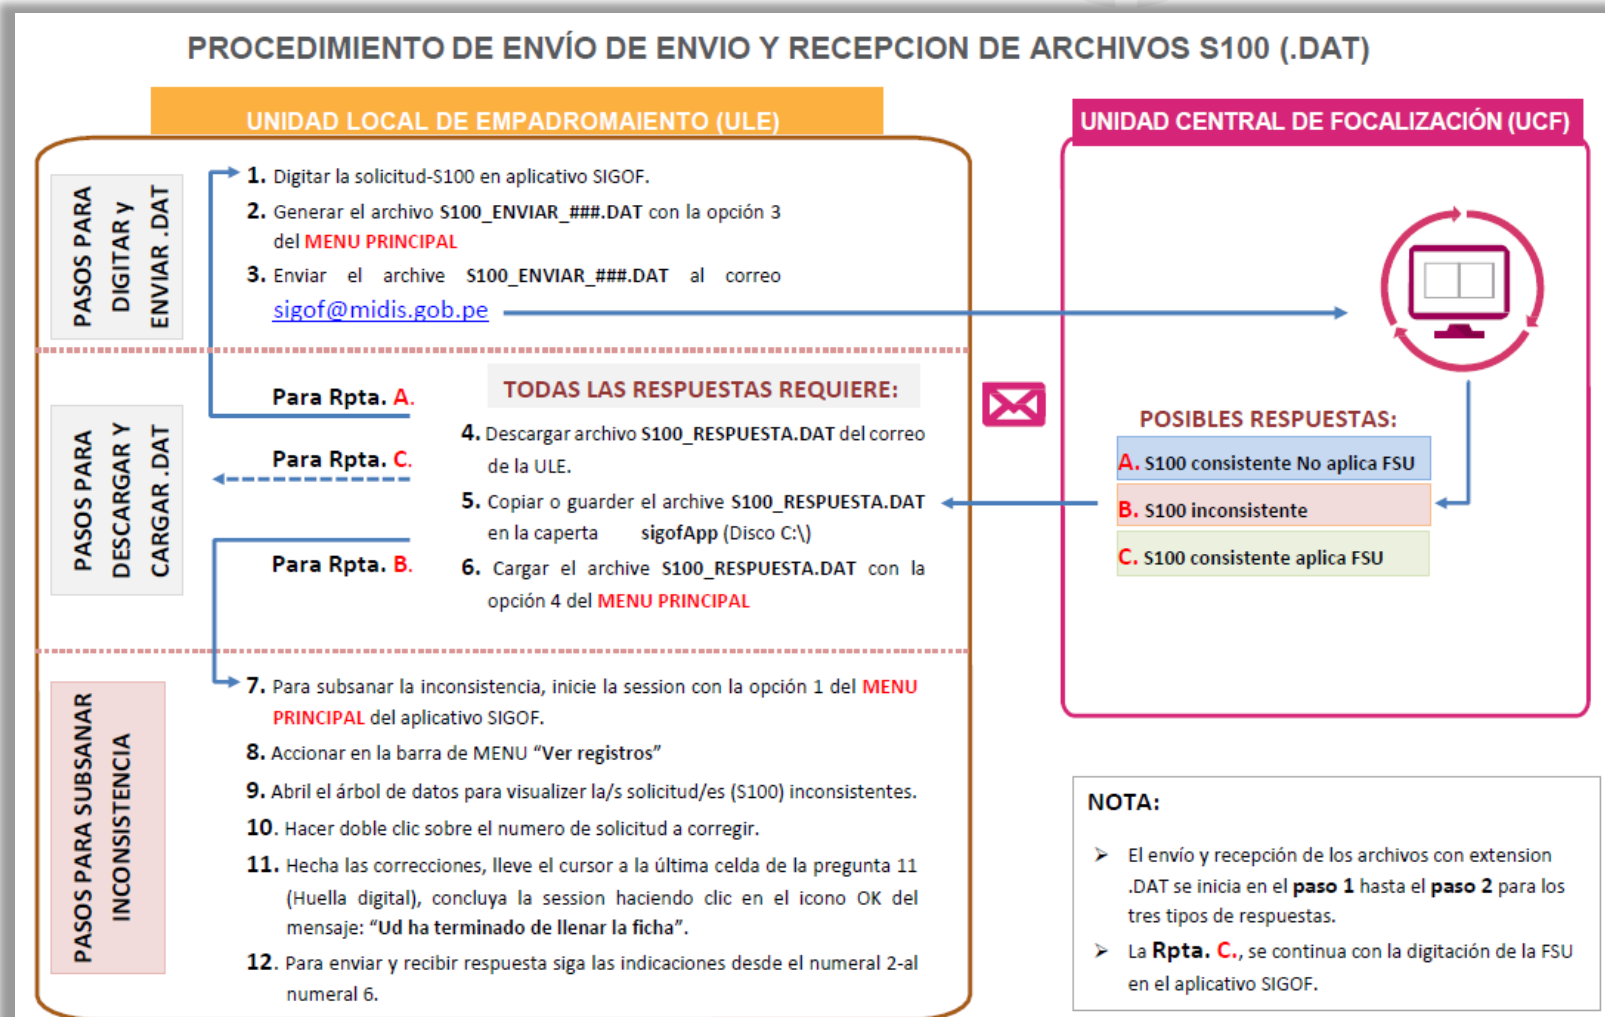 PROCEDIMIENTO DE ENVÍO DE ENVIO Y RECEPCION DE ARCHIVOS S100 (.DAT)
UNIDAD LOCAL DE EMPADROMAIENTO (ULE)
PASOS PARA
DIGITAR y
ENVIAR .DAT
1. Digitar la solicitud-S100 en aplicativo SIGOF.
2. Generar el archivo S100_ENVIAR_###.DAT con la opción 3
del MENU PRINCIPAL
3. Enviar el archive S100_ENVIAR_###.DAT al correo
sigof@midis.gob.pe
PASOS PARA
DESCARGAR Y
CARGAR .DAT
Para Rpta. A.
Para Rpta. C.
Para Rpta. B.
TODAS LAS RESPUESTAS REQUIERE:
4. Descargar archivo S100_RESPUESTA.DAT del correo
de la ULE.
5. Copiar o guarder el archive S100_RESPUESTA.DAT
en la caperta sigofApp (Disco C:\)
6. Cargar el archive S100_RESPUESTA.DAT con la
opción 4 del MENU PRINCIPAL
PASOS PARA SUBSANAR
INCONSISTENCIA
7. Para subsanar la inconsistencia, inicie la session con la opción 1 del MENU
PRINCIPAL del aplicativo SIGOF.
8. Accionar en la barra de MENU “Ver registros”
9. Abril el árbol de datos para visualizer la/s solicitud/es (S100) inconsistentes.
10. Hacer doble clic sobre el numero de solicitud a corregir.
11. Hecha las correcciones, lleve el cursor a la última celda de la pregunta 11
(Huella digital), concluya la session haciendo clic en el icono OK del
mensaje: “Ud ha terminado de llenar la ficha”.
12. Para enviar y recibir respuesta siga las indicaciones desde el numeral 2-al
numeral 6.
UNIDAD CENTRAL DE FOCALIZACIÓN (UCF)
POSIBLES RESPUESTAS:
A. S100 consistente No aplica FSU
B. S100 inconsistente
C. S100 consistente aplica FSU
NOTA:
➢ El envío y recepción de los archivos con extension
.DAT se inicia en el paso 1 hasta el paso 2 para los
tres tipos de respuestas.
➢ La Rpta. C., se continua con la digitación de la FSU
en el aplicativo SIGOF.